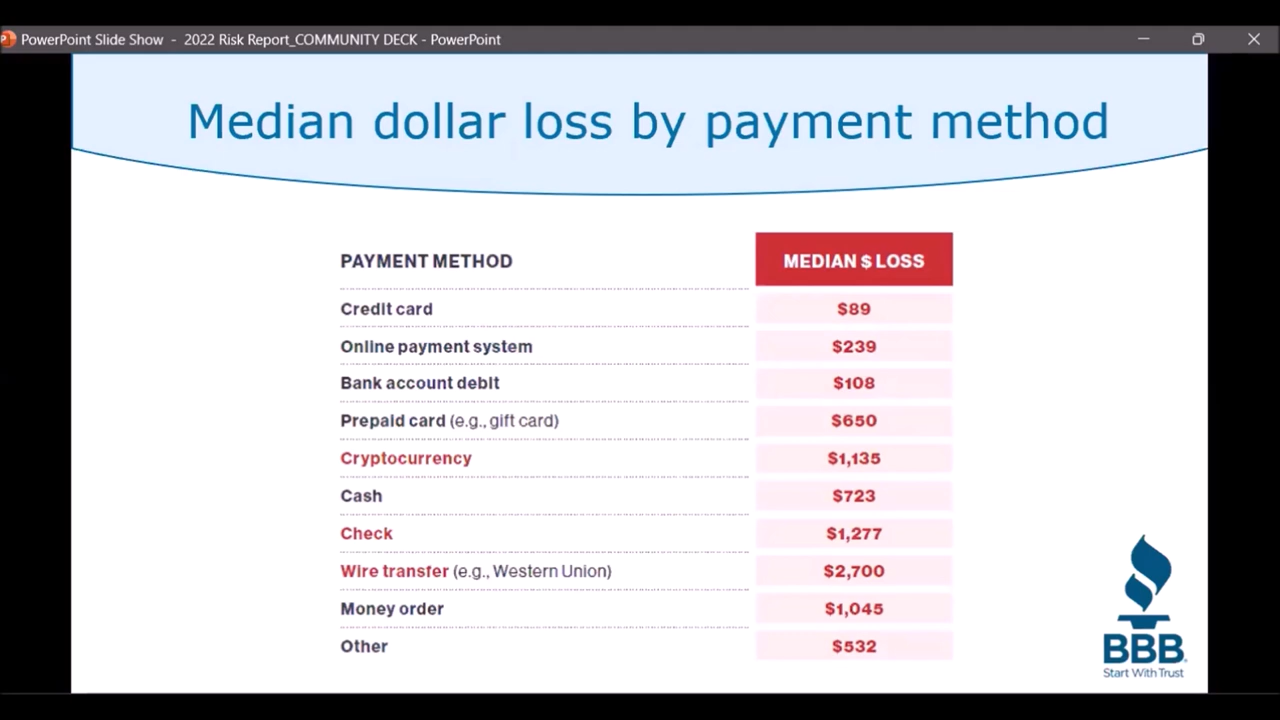 PowerPoint Slide Show - 2022 Risk Report_COMMUNITY DECK - PowerPoint
Median dollar loss by payment method
PAYMENT METHOD MEDIAN $ LOSS
Credit card $89
Online payment system $239
Bank account debit $108
Prepaid card (e.g., gift card) $650
Cryptocurrency $1,135
Cash $723
Check $1,277
Wire transfer (e.g., Western Union) $2,700
Money order $1,045
Other $532
BBB
Start With Trust